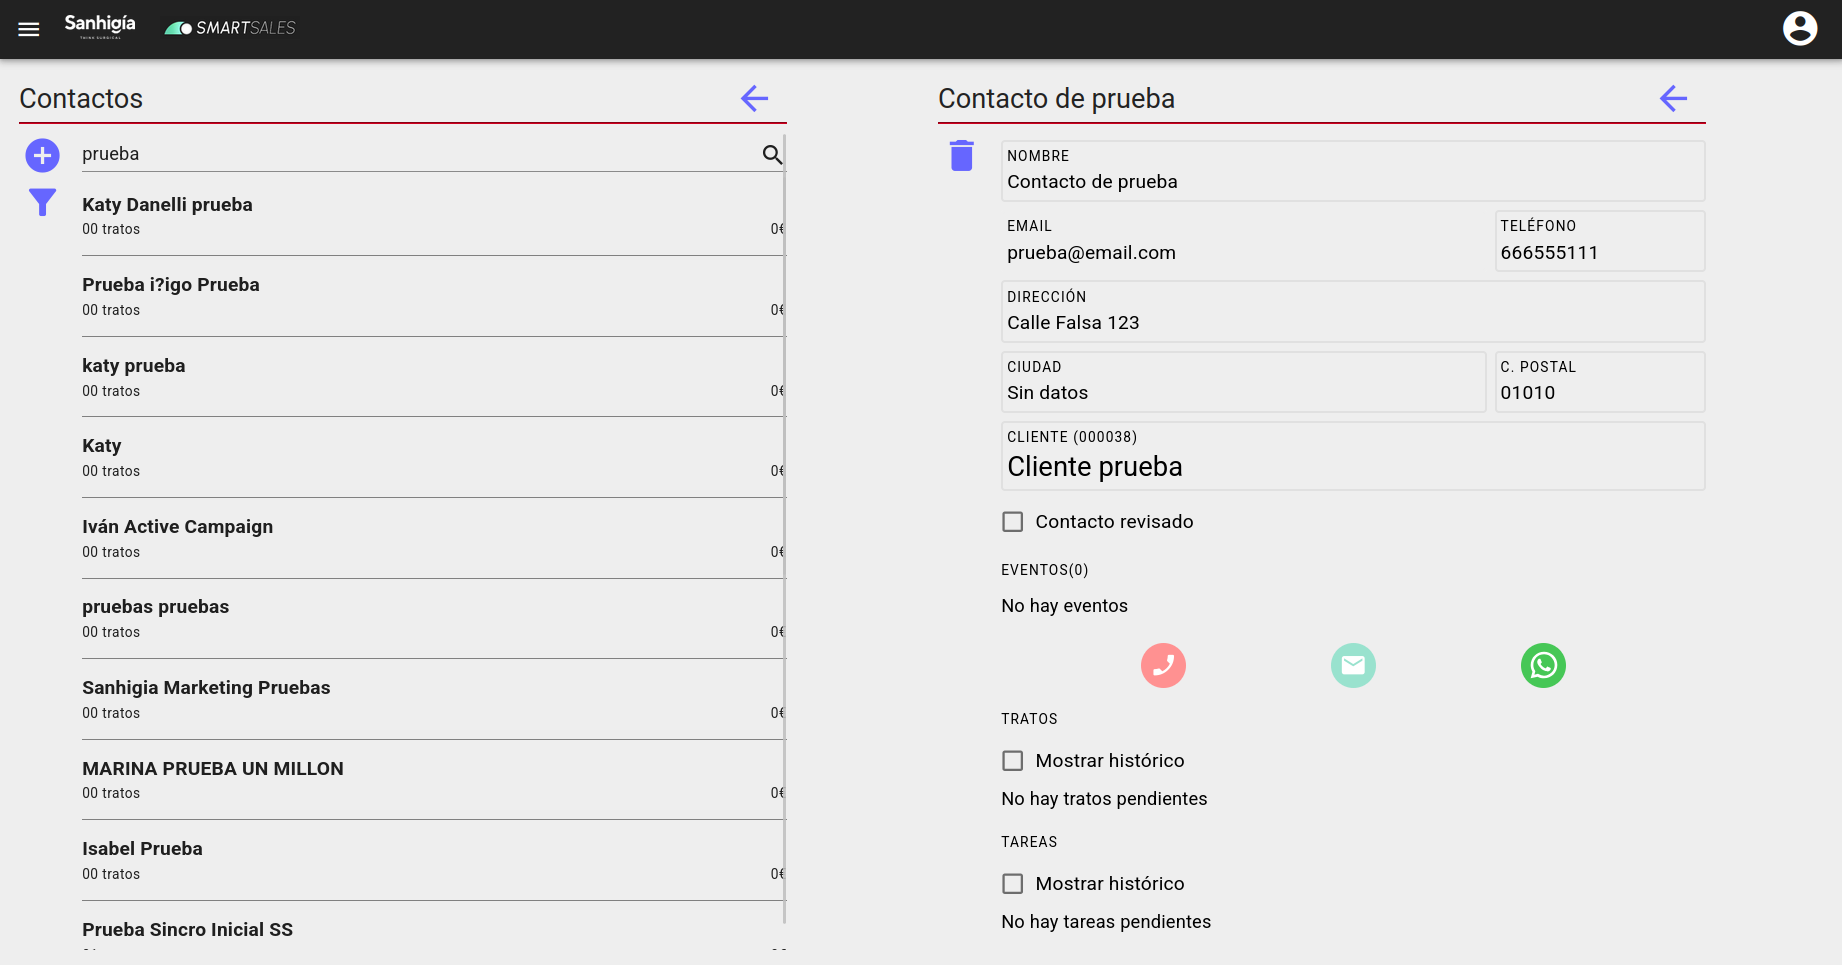 Sanhigía
THINK SURGICAL
SMARTSALES
Contactos
prueba
Katy Danelli prueba
00 tratos
0€
Prueba i?igo Prueba
00 tratos
0€
katy prueba
00 tratos
0€
Katy
00 tratos
0€
Iván Active Campaign
00 tratos
0€
pruebas pruebas
00 tratos
0€
Sanhigia Marketing Pruebas
00 tratos
0€
MARINA PRUEBA UN MILLON
00 tratos
0€
Isabel Prueba
00 tratos
0€
Prueba Sincro Inicial SS
Contacto de prueba
NOMBRE
Contacto de prueba
EMAIL
prueba@email.com
TELÉFONO
666555111
DIRECCIÓN
Calle Falsa 123
CIUDAD
Sin datos
C. POSTAL
01010
CLIENTE (000038)
Cliente prueba
Contacto revisado
EVENTOS(0)
No hay eventos
TRATOS
Mostrar histórico
No hay tratos pendientes
TAREAS
Mostrar histórico
No hay tareas pendientes